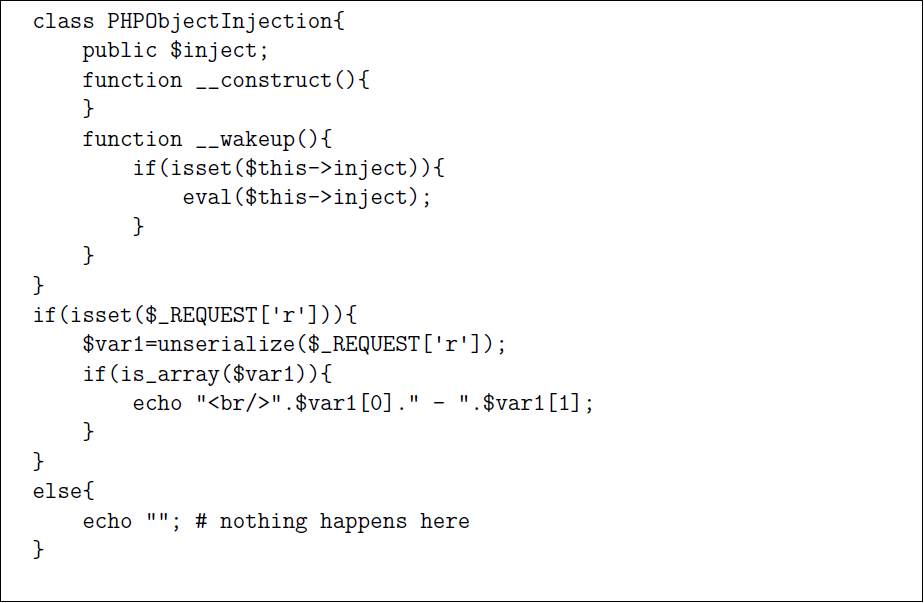 class PHPObjectInjection{
    public $inject;
    function __construct(){
    }
    function __wakeup(){
        if(isset($this->inject)){
            eval($this->inject);
        }
    }
}
if(isset($_REQUEST['r'])){
    $var1=unserialize($_REQUEST['r']);
    if(is_array($var1)){
        echo "<br/>".$var1[0]." - ".$var1[1];
    }
}
else{
    echo ""; # nothing happens here
}